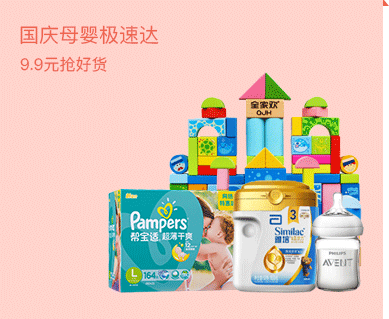 国庆母婴极速达
9.9元抢好货
全家欢
QJH
Pampers
帮宝适
超薄干爽
12
L
164
Similac
3
PHILIPS
AVENT